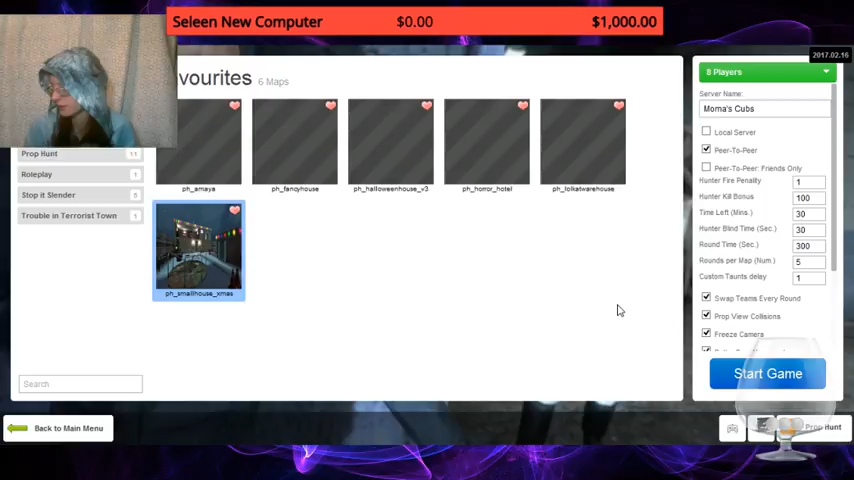 Seleen New Computer $0.00 $1,000.00
2017.02.16
vourites 6 Maps
8 Players
Server Name:
Moma's Cubs
Local Server
Peer-To-Peer
Peer-To-Peer: Friends Only
Hunter Fire Penalty 1
Hunter Kill Bonus 100
Time Left (Mins.) 30
Hunter Blind Time (Sec.) 30
Round Time (Sec.) 300
Rounds per Map (Num.) 5
Custom Taunts delay 1
Swap Teams Every Round
Prop View Collisions
Freeze Camera
Start Game
Prop Hunt 11
Roleplay 1
Stop it Slender 5
Trouble in Terrorist Town 1
ph_amaya
ph_fancyhouse
ph_halloweenhouse_v3
ph_horror_hotel
ph_lolkatwarehouse
ph_smallhouse_xmas
Search
Back to Main Menu
Prop Hunt